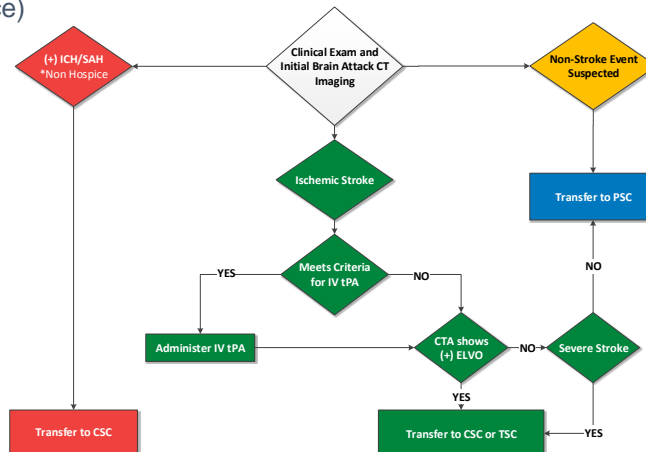 ce)
(+) ICH/SAH
*Non Hospice
Clinical Exam and
Initial Brain Attack CT
Imaging
Non-Stroke Event
Suspected
Ischemic Stroke
Transfer to PSC
Meets Criteria
for IV tPA
YES
NO
NO
Administer IV tPA
CTA shows
(+) ELVO
NO
Severe Stroke
YES
YES
Transfer to CSC
Transfer to CSC or TSC